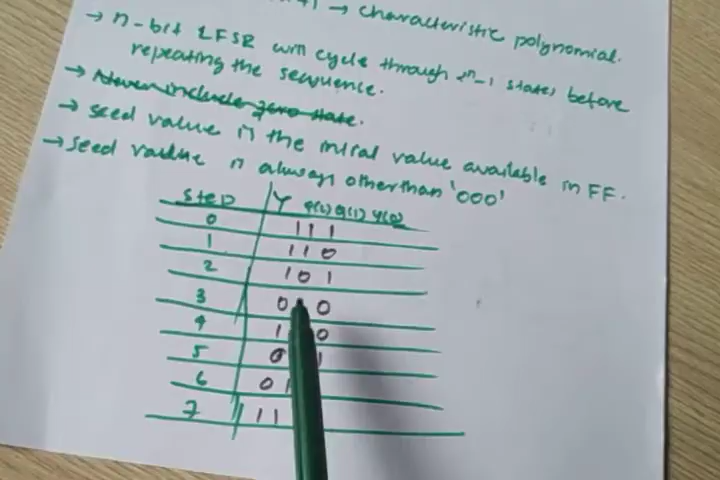 → characteristic polynomial.
→ n-bit LFSR will cycle through 2ⁿ-1 states before
repeating the sequence.
→ Never include zero state.
→ seed value is the initial value available in FF.
→ seed value is always other than '000'
Step Y q(2) q(1) q(0)
0 1 1 1
1 1 1 0
2 1 0 1
3 0 0
4 1 0
5 0 1
6 0 1
7 1 1